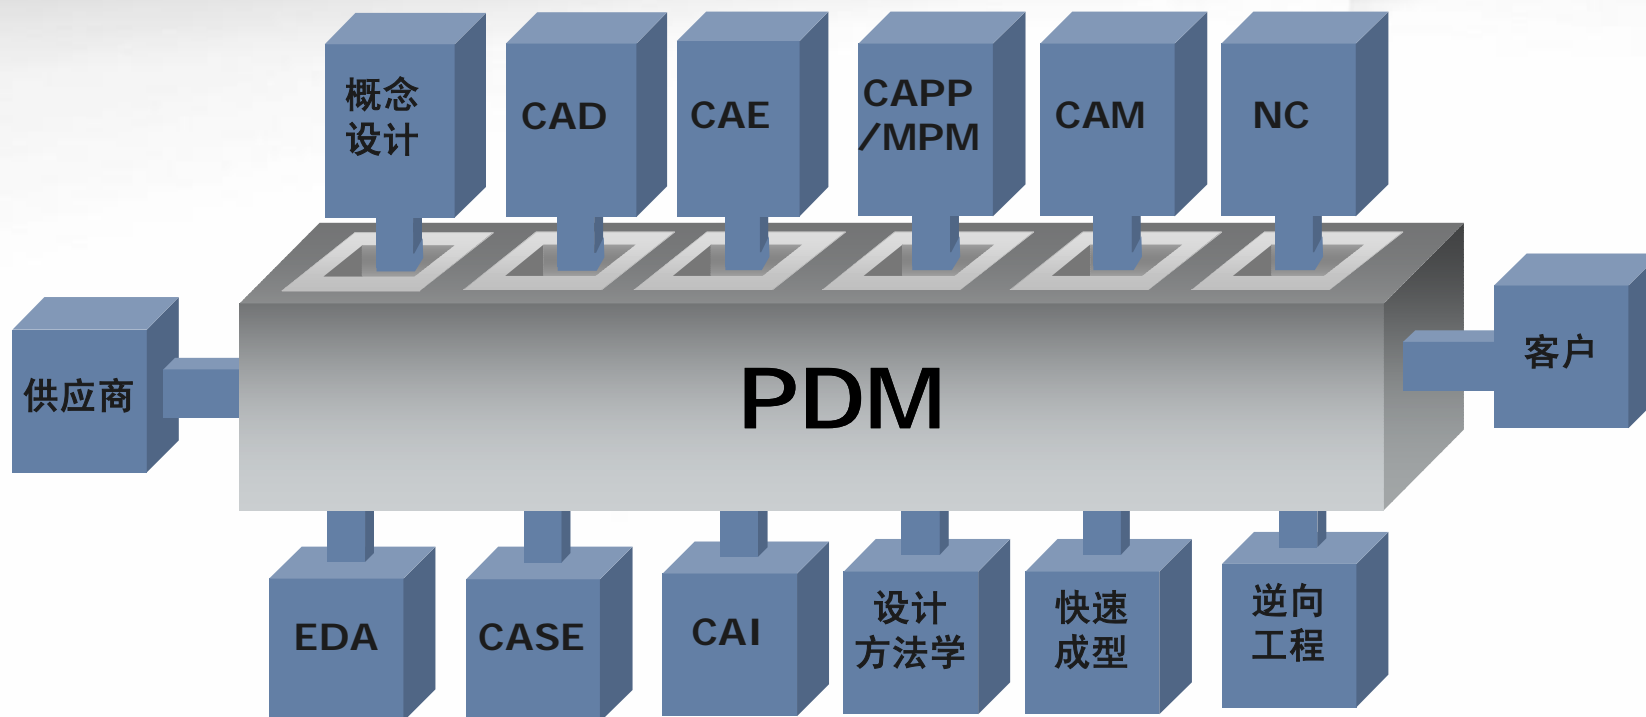 概念
设计
CAD
CAE
CAPP
/MPM
CAM
NC
供应商
PDM
客户
EDA
CASE
CAI
设计
方法学
快速
成型
逆向
工程